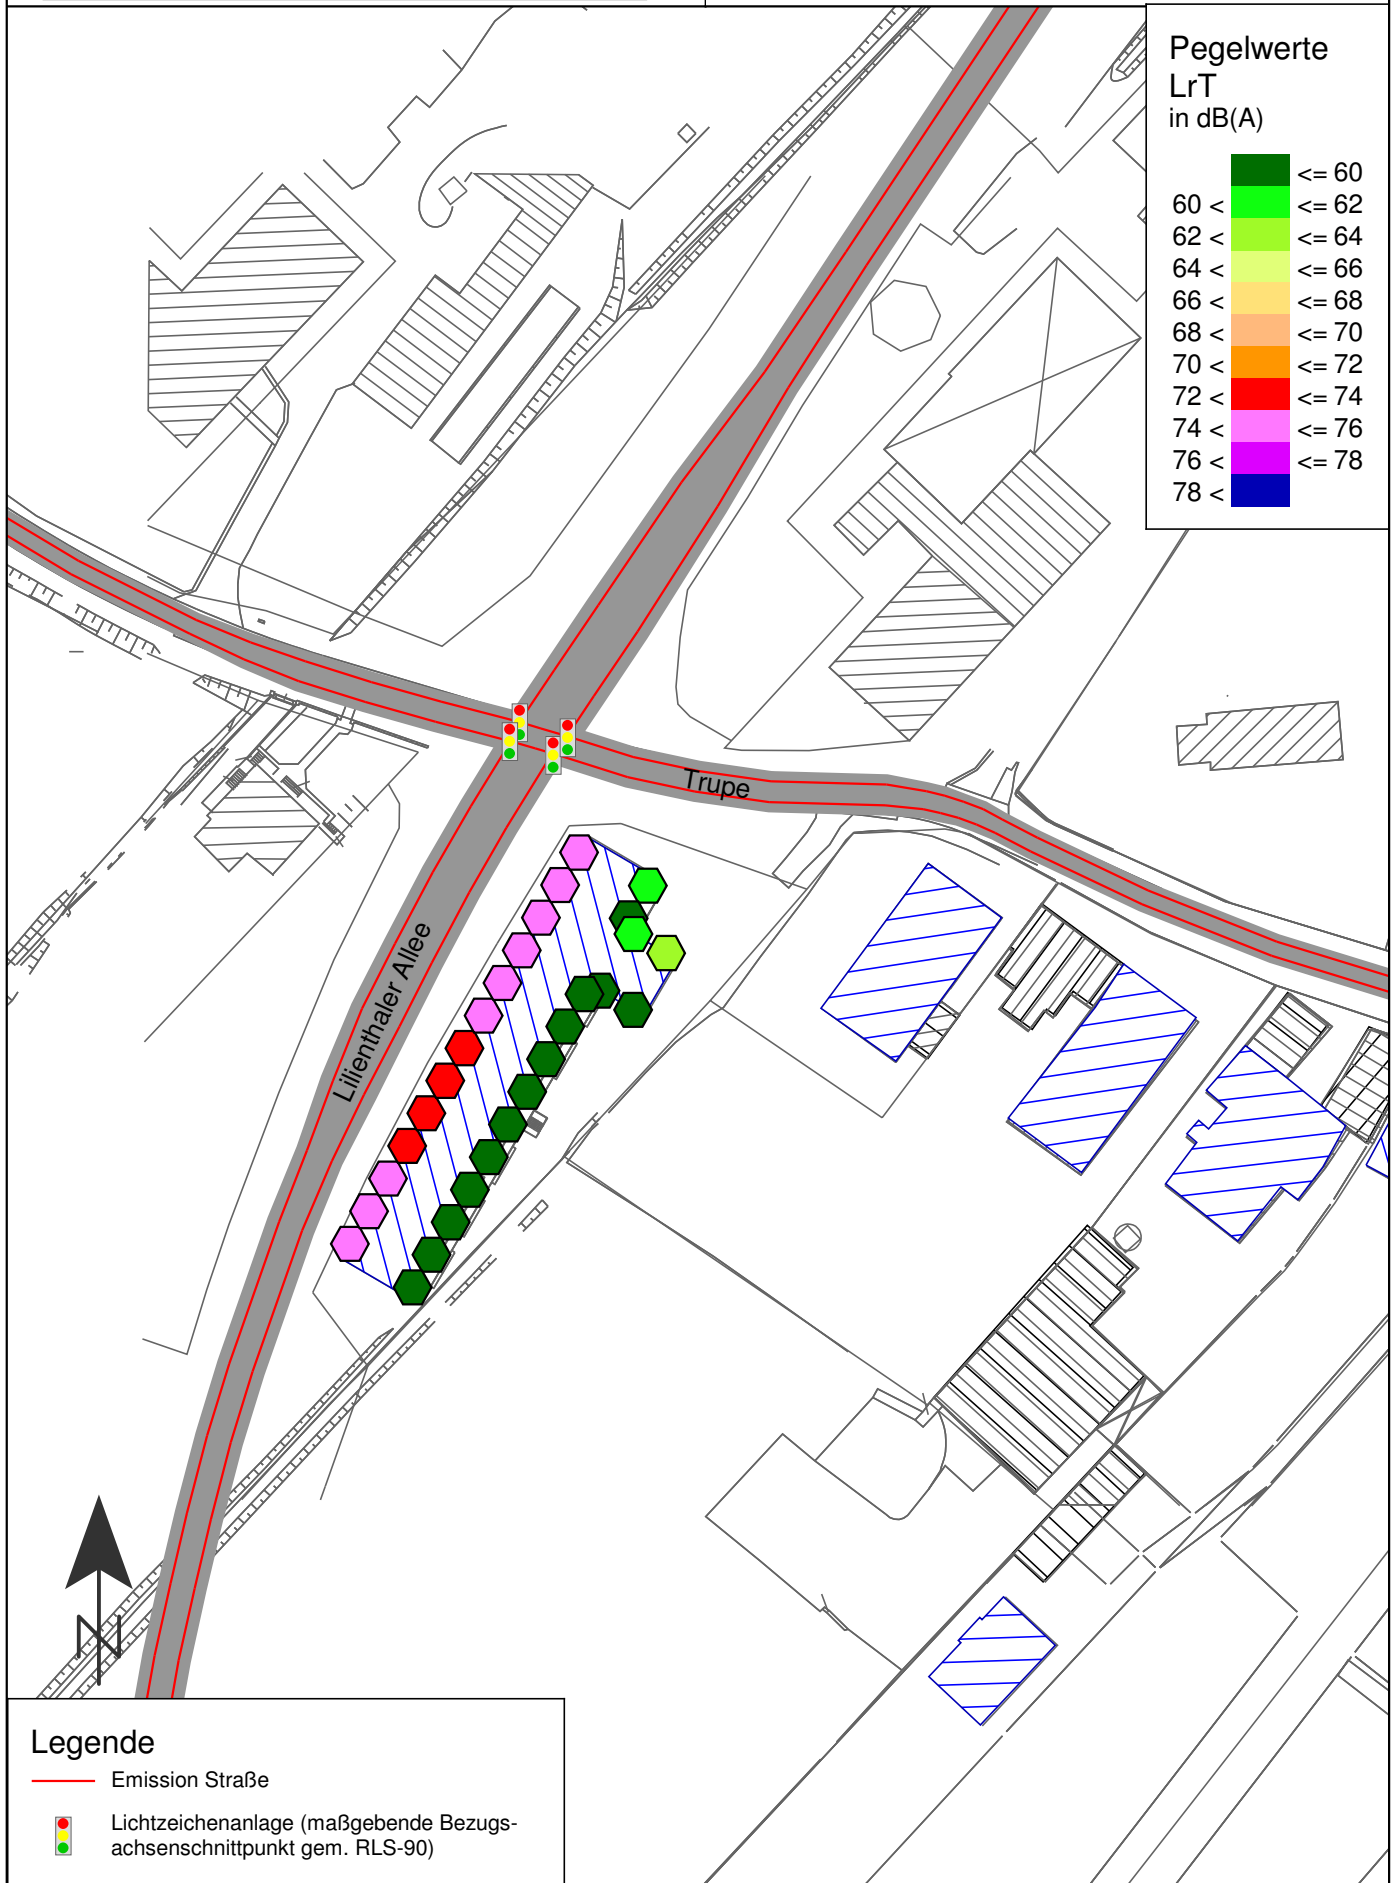 Pegelwerte
LrT
in dB(A)
<= 60
60 < <= 62
62 < <= 64
64 < <= 66
66 < <= 68
68 < <= 70
70 < <= 72
72 < <= 74
74 < <= 76
76 < <= 78
78 <
Trupe
Lilienthaler Allee
N
Legende
Emission Straße
Lichtzeichenanlage (maßgebende Bezugs-
achsenschnittpunkt gem. RLS-90)